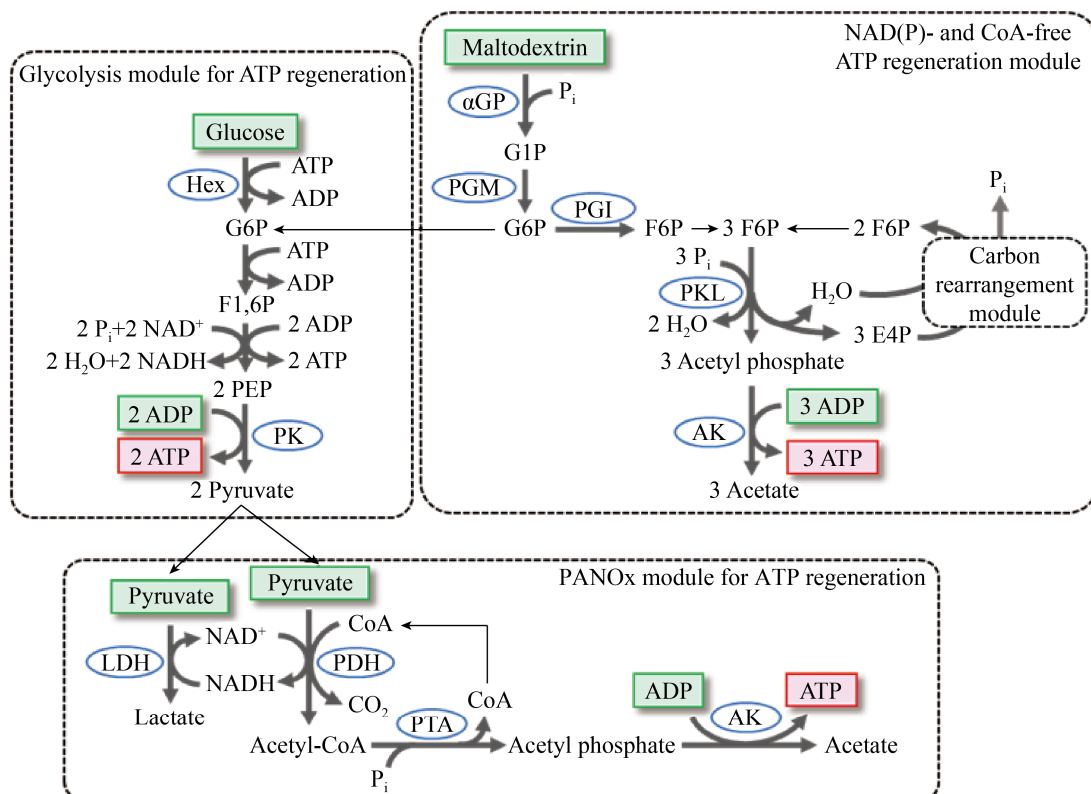 Glycolysis module for ATP regeneration
Glucose
Hex
ATP
ADP
G6P
ATP
ADP
F1,6P
2 Pi+2 NAD+
2 ADP
2 H2O+2 NADH
2 ATP
2 PEP
2 ADP
PK
2 ATP
2 Pyruvate
NAD(P)- and CoA-free
ATP regeneration module
Maltodextrin
αGP
Pi
G1P
PGM
G6P
PGI
F6P
3 F6P
2 F6P
Pi
Carbon
rearrangement
module
3 Pi
PKL
H2O
2 H2O
3 E4P
3 Acetyl phosphate
AK
3 ADP
3 ATP
3 Acetate
PANOx module for ATP regeneration
Pyruvate
Pyruvate
LDH
NAD+
NADH
Lactate
CoA
PDH
CO2
Acetyl-CoA
PTA
CoA
Pi
Acetyl phosphate
ADP
AK
ATP
Acetate